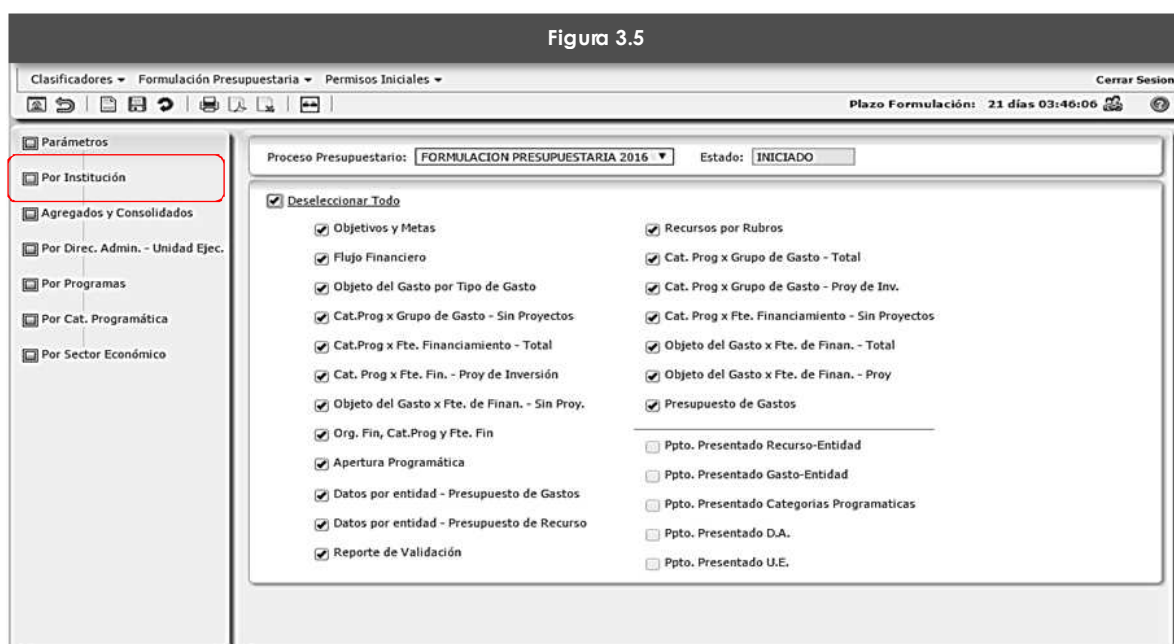 Figura 3.5
Clasificadores Formulación Presupuestaria Permisos Iniciales
Cerrar Sesion
Plazo Formulación: 21 días 03:46:06
Parámetros
Por Institución
Agregados y Consolidados
Por Direc. Admin. - Unidad Ejec.
Por Programas
Por Cat. Programática
Por Sector Económico
Proceso Presupuestario: FORMULACION PRESUPUESTARIA 2016 Estado: INICIADO
Deseleccionar Todo
Objetivos y Metas
Flujo Financiero
Objeto del Gasto por Tipo de Gasto
Cat.Prog x Grupo de Gasto - Sin Proyectos
Cat.Prog x Fte. Financiamiento - Total
Cat. Prog x Fte. Fin. - Proy de Inversión
Objeto del Gasto x Fte. de Finan. - Sin Proy.
Org. Fin, Cat.Prog y Fte. Fin
Apertura Programática
Datos por entidad - Presupuesto de Gastos
Datos por entidad - Presupuesto de Recurso
Reporte de Validación
Recursos por Rubros
Cat. Prog x Grupo de Gasto - Total
Cat. Prog x Grupo de Gasto - Proy de Inv.
Cat. Prog x Fte. Financiamiento - Sin Proyectos
Objeto del Gasto x Fte. de Finan. - Total
Objeto del Gasto x Fte. de Finan. - Proy
Presupuesto de Gastos
Ppto. Presentado Recurso-Entidad
Ppto. Presentado Gasto-Entidad
Ppto. Presentado Categorias Programaticas
Ppto. Presentado D.A.
Ppto. Presentado U.E.